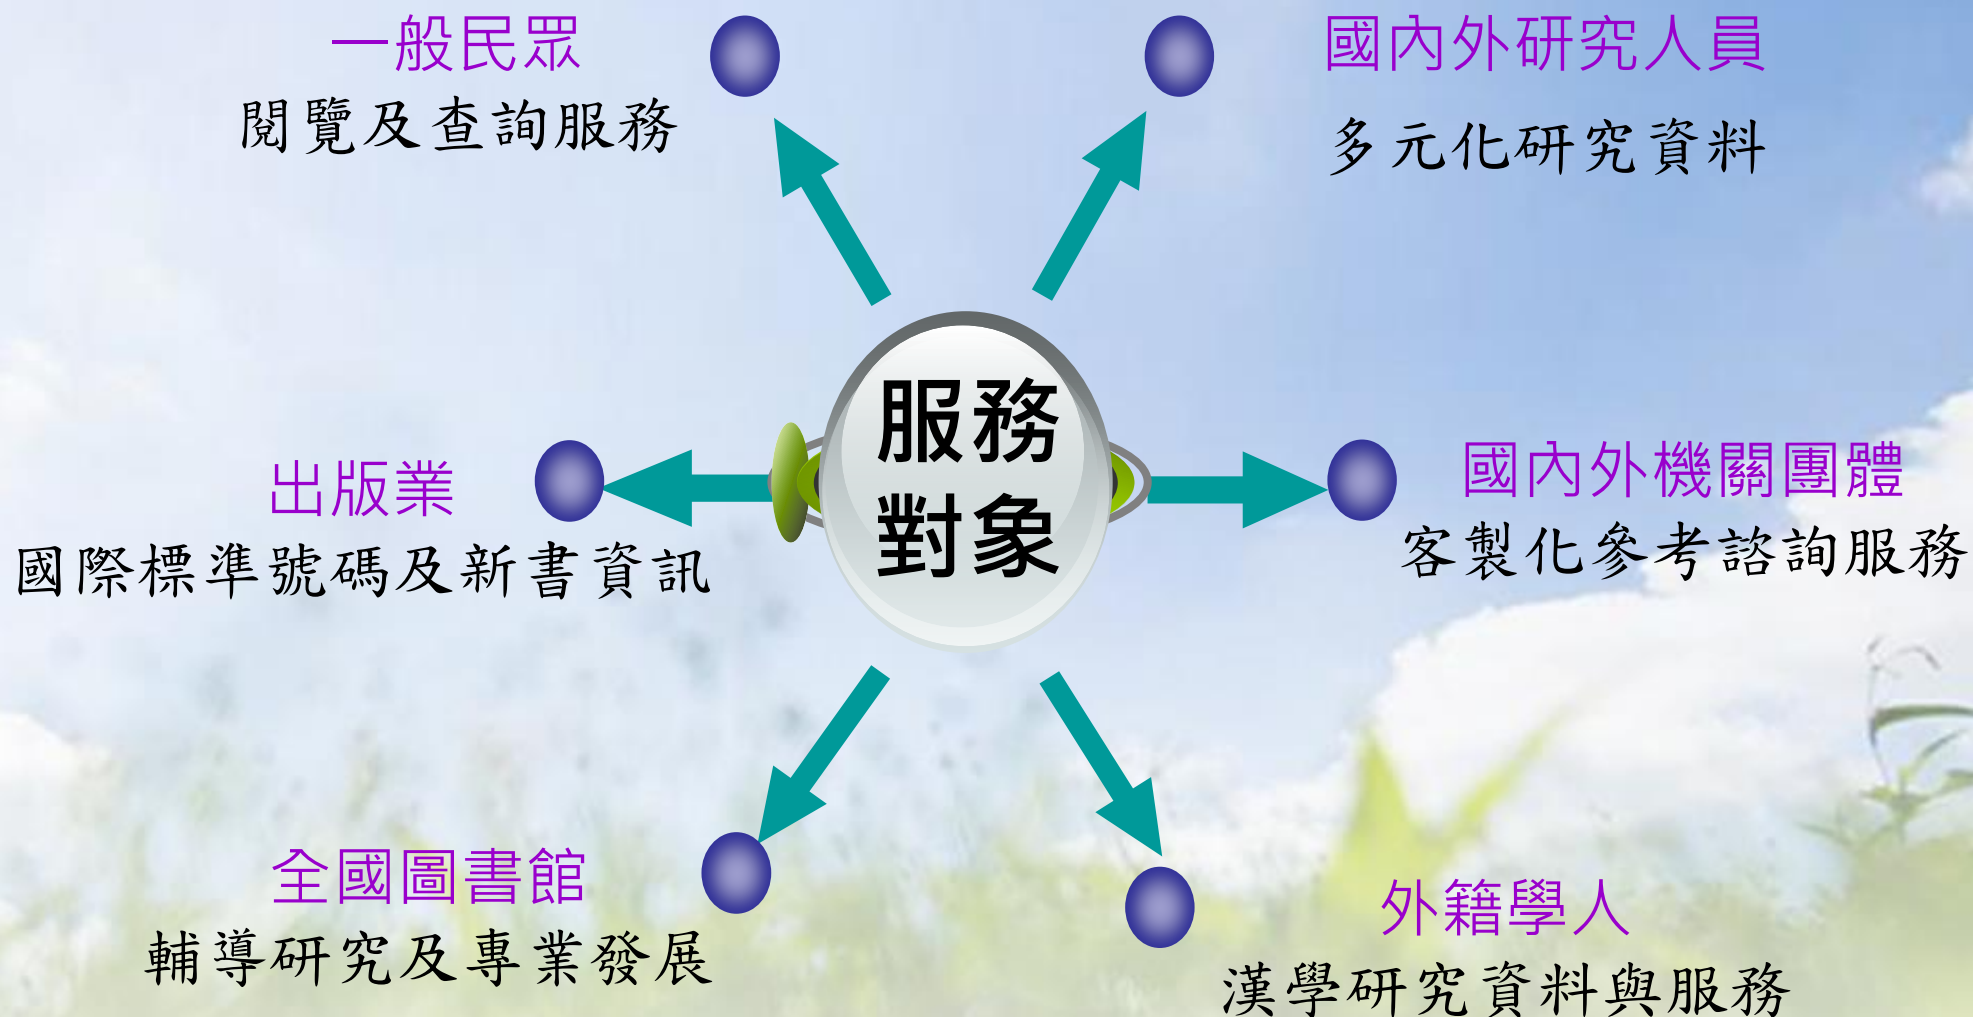 一般民眾
閱覽及查詢服務
國內外研究人員
多元化研究資料
服務
對象
出版業
國際標準號碼及新書資訊
國內外機關團體
客製化參考諮詢服務
全國圖書館
輔導研究及專業發展
外籍學人
漢學研究資料與服務